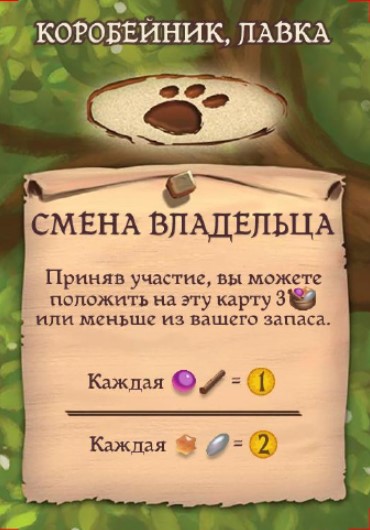 КОРОБЕЙНИК, ЛАВКА
СМЕНА ВЛАДЕЛЬЦА
Приняв участие, вы можете
положить на эту карту 3
или меньше из вашего запаса.
Каждая = 1
Каждая = 2